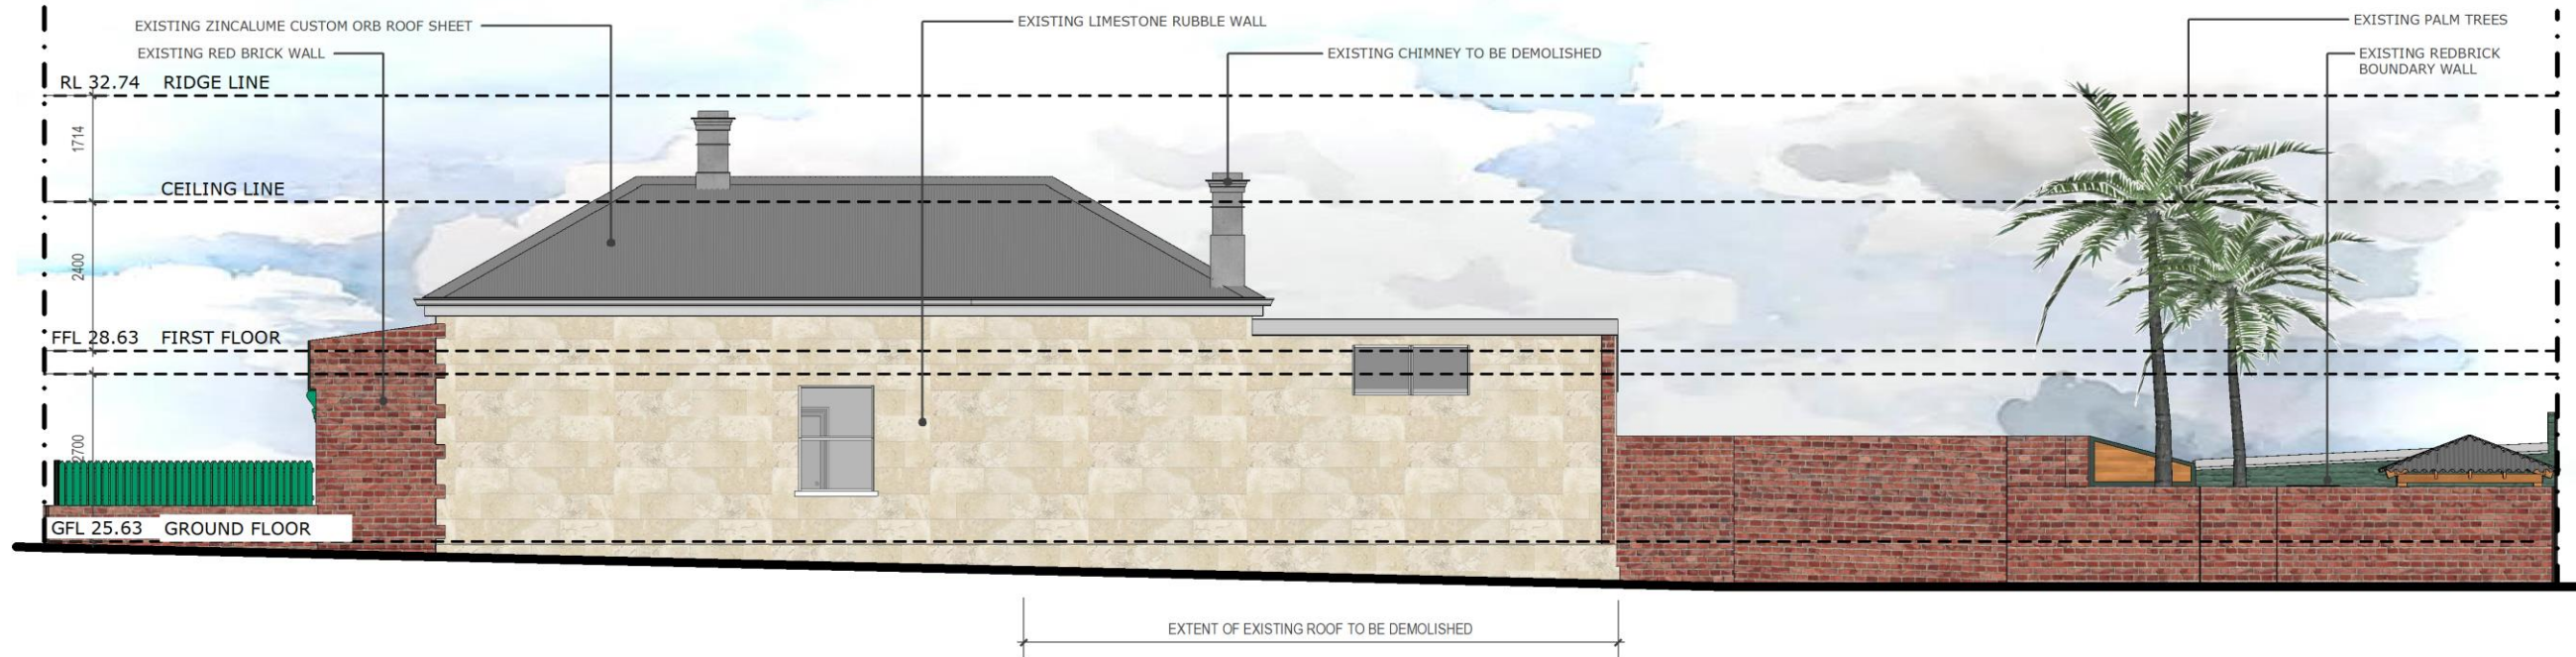 EXISTING ZINCALUME CUSTOM ORB ROOF SHEET
EXISTING LIMESTONE RUBBLE WALL
EXISTING PALM TREES
EXISTING RED BRICK WALL
EXISTING CHIMNEY TO BE DEMOLISHED
EXISTING REDBRICK
BOUNDARY WALL
RL 32.74 RIDGE LINE
1714
CEILING LINE
2400
FFL 28.63 FIRST FLOOR
2700
GFL 25.63 GROUND FLOOR
EXTENT OF EXISTING ROOF TO BE DEMOLISHED